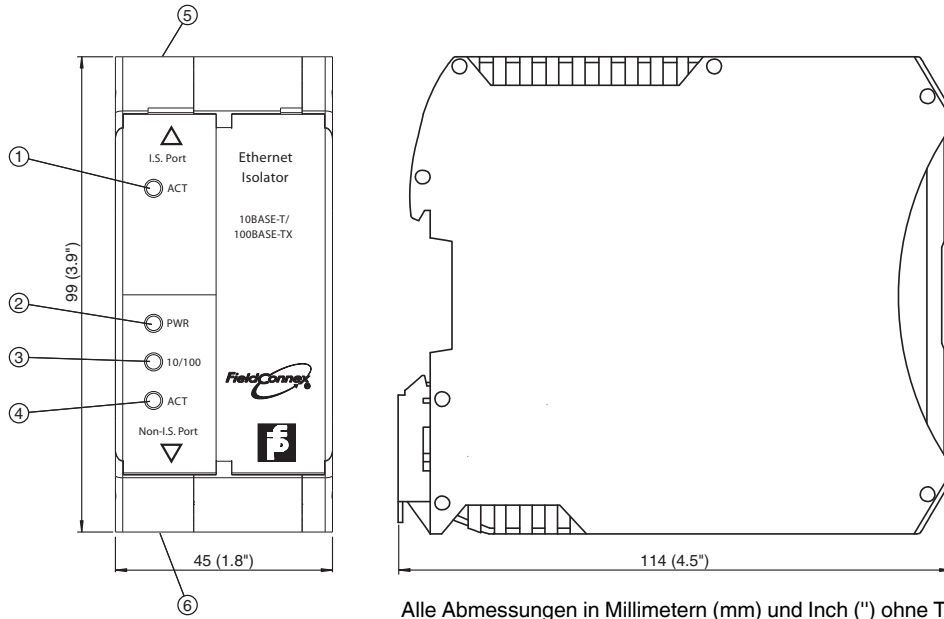 5
I.S. Port
1
ACT
Ethernet
Isolator
10BASE-T/
100BASE-TX
99 (3.9")
2
PWR
3
10/100
4
ACT
Non-I.S. Port
FieldConnex®
45 (1.8")
114 (4.5")
6
Alle Abmessungen in Millimetern (mm) und Inch ('') ohne T